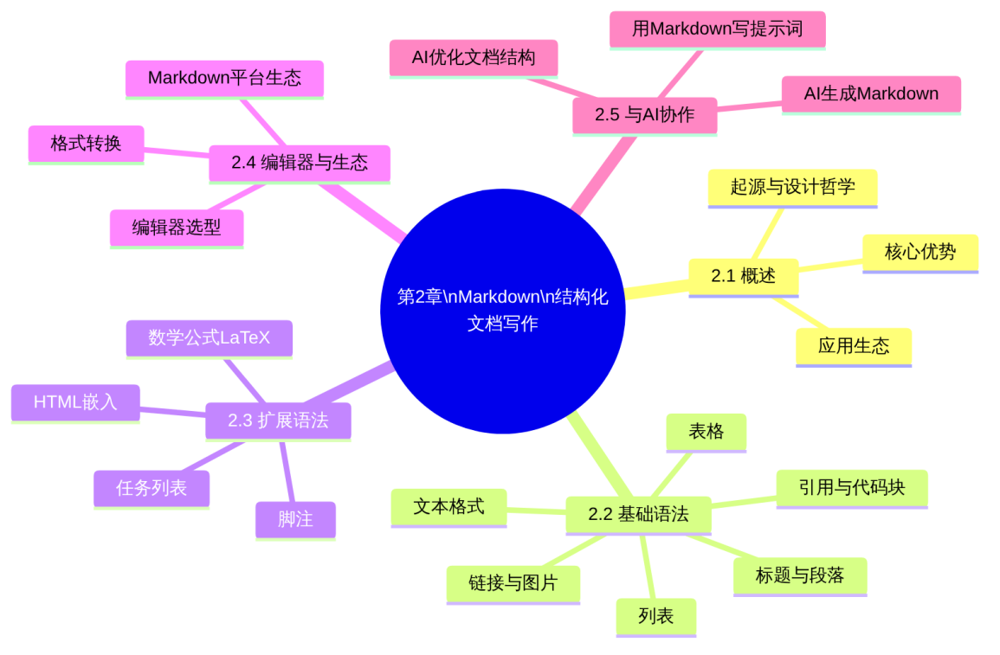 第2章\nMarkdown\n结构化
文档写作
2.1 概述
起源与设计哲学
核心优势
应用生态
2.2 基础语法
标题与段落
文本格式
列表
链接与图片
引用与代码块
表格
2.3 扩展语法
数学公式LaTeX
HTML嵌入
任务列表
脚注
2.4 编辑器与生态
编辑器选型
格式转换
Markdown平台生态
2.5 与AI协作
AI优化文档结构
用Markdown写提示词
AI生成Markdown